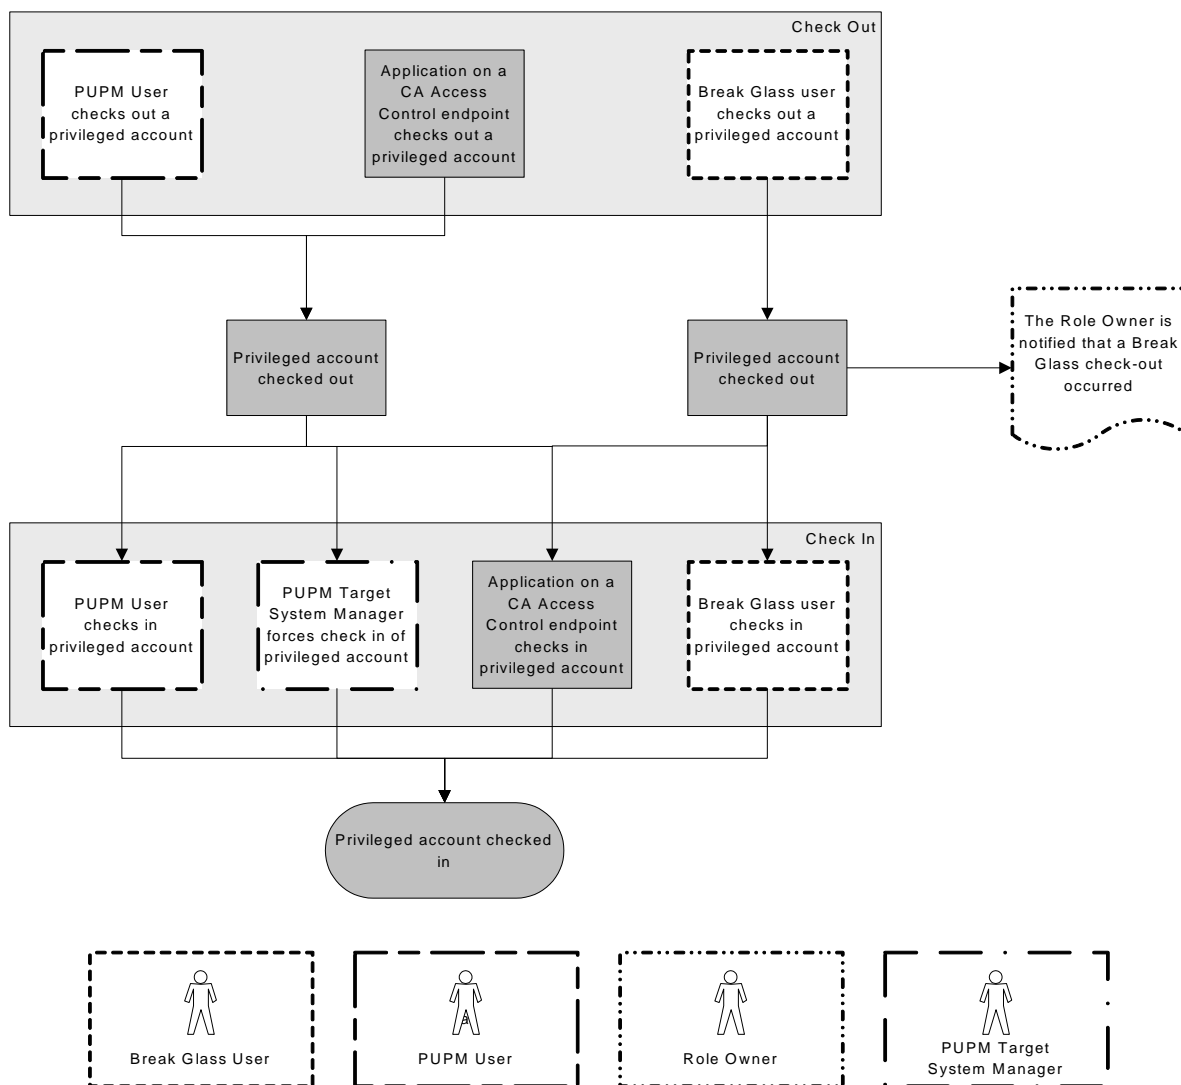 Check Out
PUPM User
checks out a
privileged account
Application on a
CA Access
Control endpoint
checks out a
privileged account
Break Glass user
checks out a
privileged account
Privileged account
checked out
Privileged account
checked out
The Role Owner is
notified that a Break
Glass check-out
occurred
Check In
PUPM User
checks in
privileged account
PUPM Target
System Manager
forces check in of
privileged account
Application on a
CA Access
Control endpoint
checks in
privileged account
Break Glass user
checks in
privileged account
Privileged account checked
in
Break Glass User
a
PUPM User
Role Owner
PUPM Target
System Manager